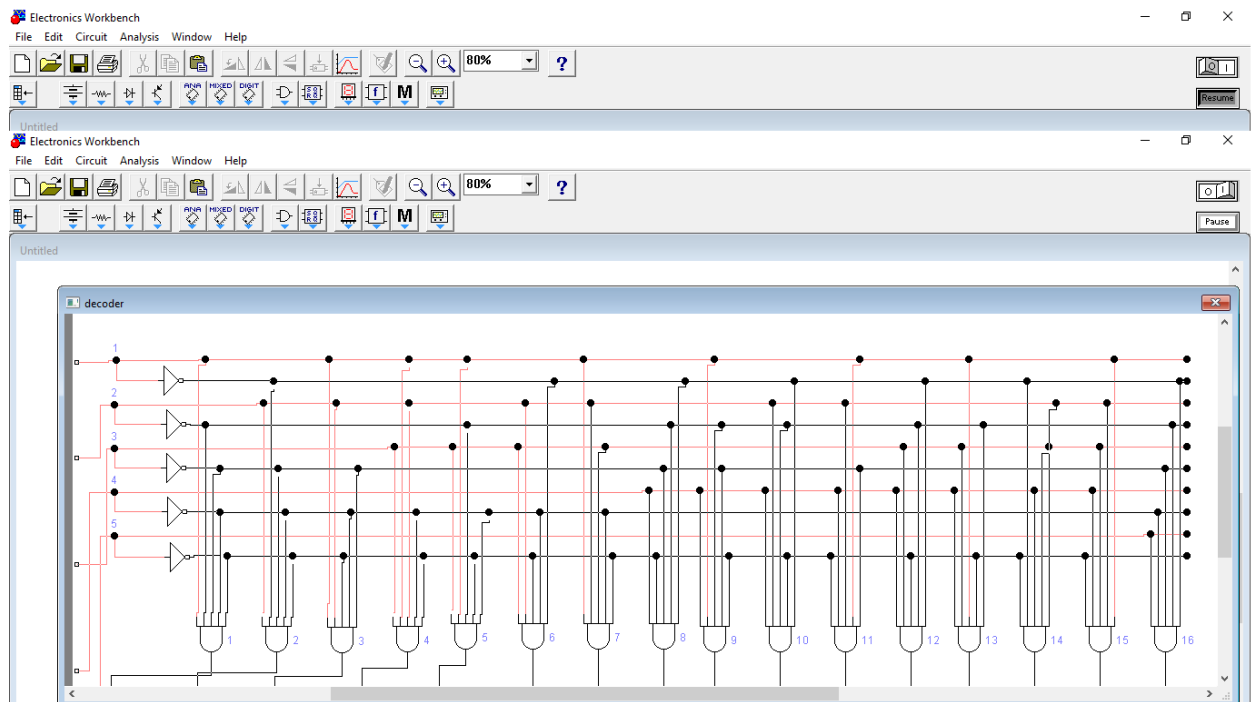 Electronics Workbench
File Edit Circuit Analysis Window Help
80%
?
ANA MIXED DIGIT
M
Resume
Untitled
Electronics Workbench
File Edit Circuit Analysis Window Help
80%
?
ANA MIXED DIGIT
M
Pause
Untitled
decoder
1
2
3
4
5
1 2 3 4 5 6 7 8 9 10 11 12 13 14 15 16